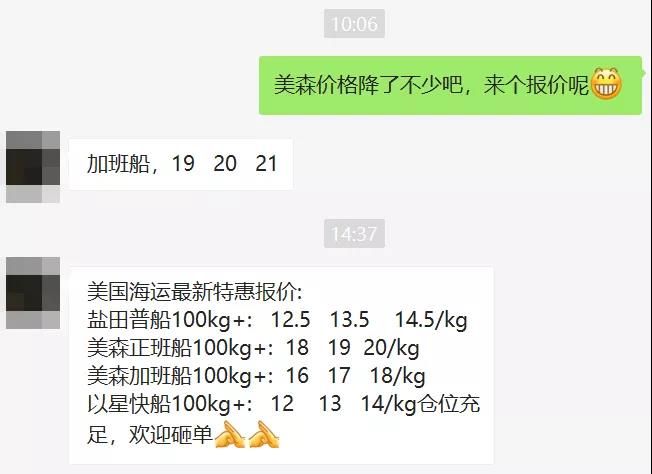 10:06
美森价格降了不少吧，来个报价呢😁
加班船，19 20 21
14:37
美国海运最新特惠报价:
盐田普船100kg+: 12.5 13.5 14.5/kg
美森正班船100kg+: 18 19 20/kg
美森加班船100kg+: 16 17 18/kg
以星快船100kg+: 12 13 14/kg仓位充
足，欢迎砸单